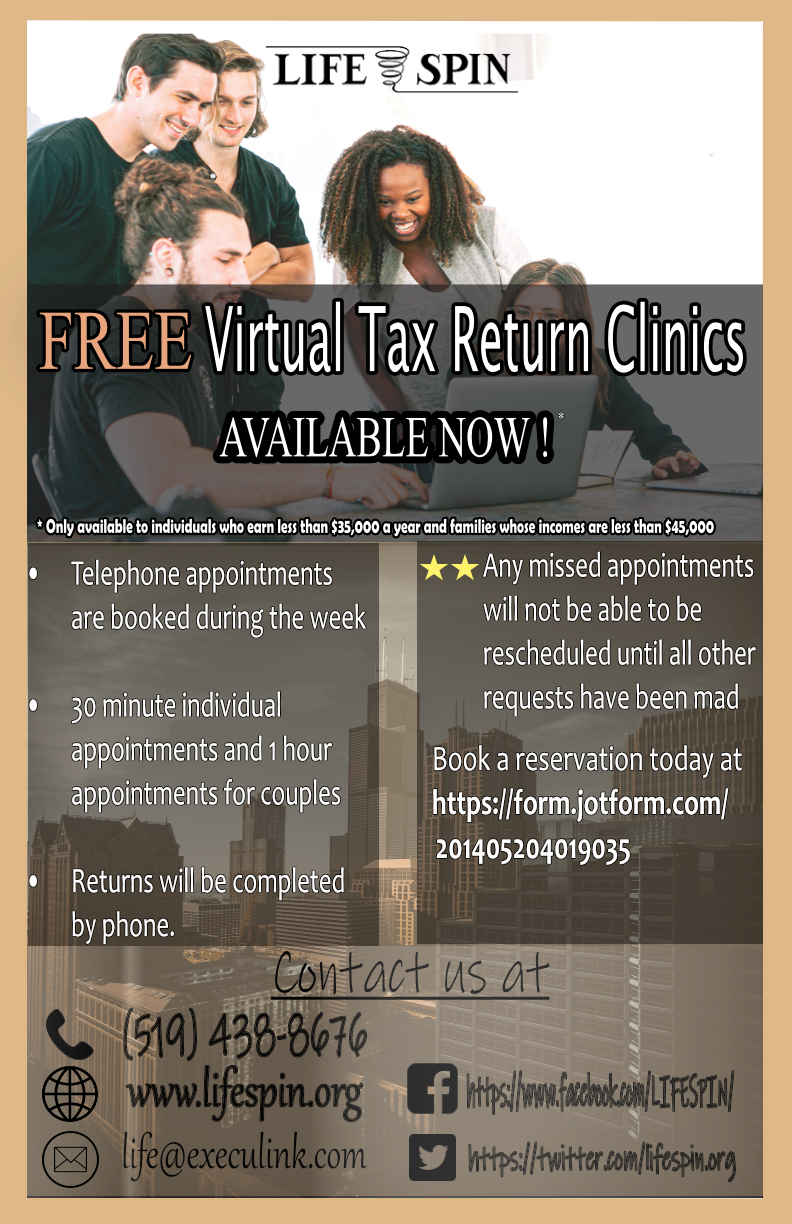 LIFE SPIN
FREE Virtual Tax Return Clinics
AVAILABLE NOW ! *
* Only available to individuals who earn less than $35,000 a year and families whose incomes are less than $45,000
• Telephone appointments
are booked during the week
• 30 minute individual
appointments and 1 hour
appointments for couples
• Returns will be completed
by phone.
★★ Any missed appointments
will not be able to be
rescheduled until all other
requests have been mad
Book a reservation today at
https://form.jotform.com/
201405204019035
Contact us at
(519) 438-8676
www.lifespin.org
life@execulink.com
https://www.facebook.com/LIFESPIN/
https://twitter.com/lifespin.org